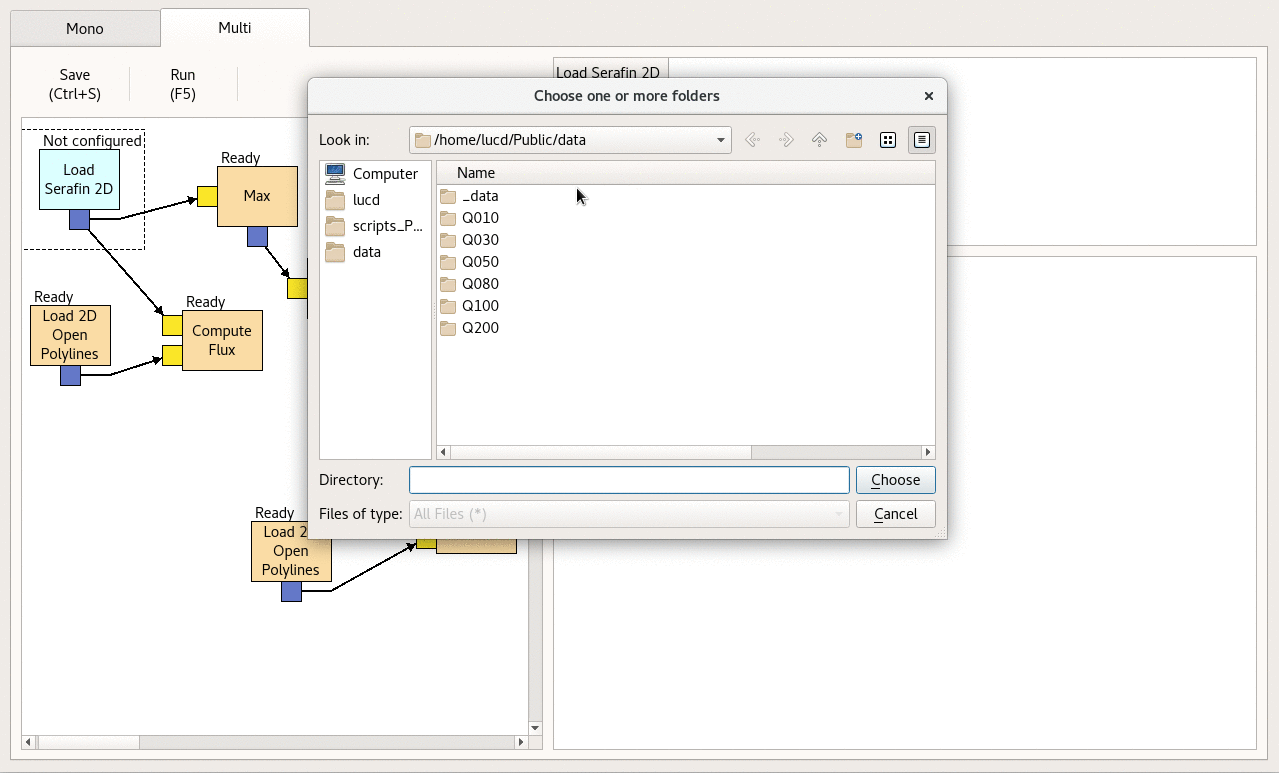 Mono
Multi
Save
(Ctrl+S)
Run
(F5)
Load Serafin 2D
Not configured
Load
Serafin 2D
Ready
Max
Ready
Load 2D
Open
Polylines
Ready
Compute
Flux
Ready
Load 2
Open
Polylines
Choose one or more folders
Look in:
/home/lucd/Public/data
Computer
lucd
scripts_P...
data
Name
_data
Q010
Q030
Q050
Q080
Q100
Q200
Directory:
Choose
Files of type:
All Files (*)
Cancel